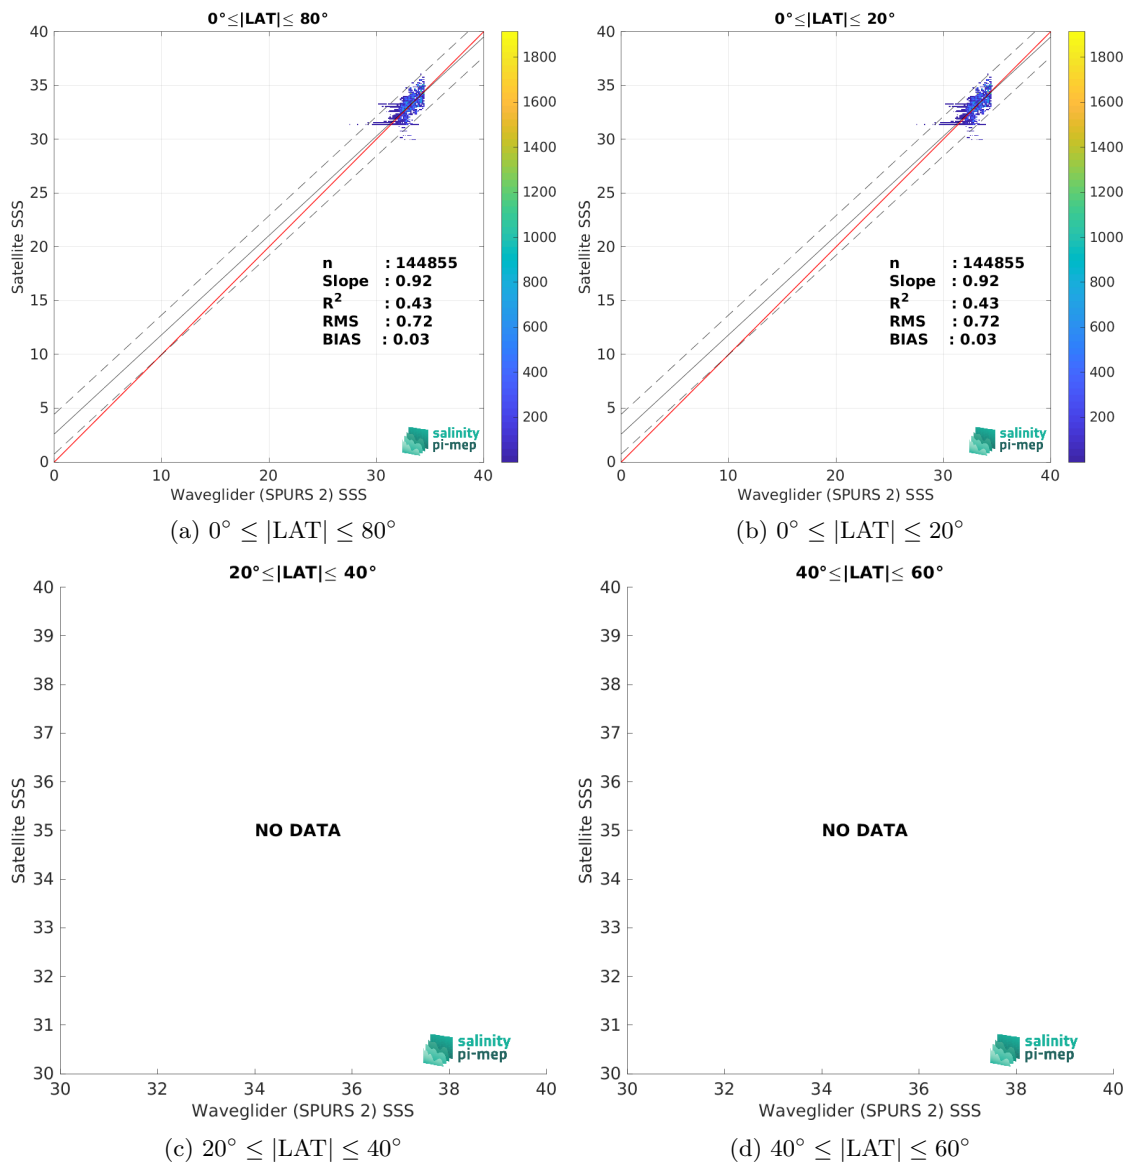 0°≤|LAT|≤ 80°
40
35
30
25
20
15
10
5
0
Satellite SSS
n : 144855
Slope : 0.92
R² : 0.43
RMS : 0.72
BIAS : 0.03
salinity
pi-mep
0 10 20 30 40
Waveglider (SPURS 2) SSS
1800
1600
1400
1200
1000
800
600
400
200
(a) 0° ≤ |LAT| ≤ 80°
0°≤|LAT|≤ 20°
40
35
30
25
20
15
10
5
0
Satellite SSS
n : 144855
Slope : 0.92
R² : 0.43
RMS : 0.72
BIAS : 0.03
salinity
pi-mep
0 10 20 30 40
Waveglider (SPURS 2) SSS
1800
1600
1400
1200
1000
800
600
400
200
(b) 0° ≤ |LAT| ≤ 20°
20°≤|LAT|≤ 40°
40
39
38
37
36
35
34
33
32
31
30
Satellite SSS
NO DATA
salinity
pi-mep
30 32 34 36 38 40
Waveglider (SPURS 2) SSS
(c) 20° ≤ |LAT| ≤ 40°
40°≤|LAT|≤ 60°
40
39
38
37
36
35
34
33
32
31
30
Satellite SSS
NO DATA
salinity
pi-mep
30 32 34 36 38 40
Waveglider (SPURS 2) SSS
(d) 40° ≤ |LAT| ≤ 60°